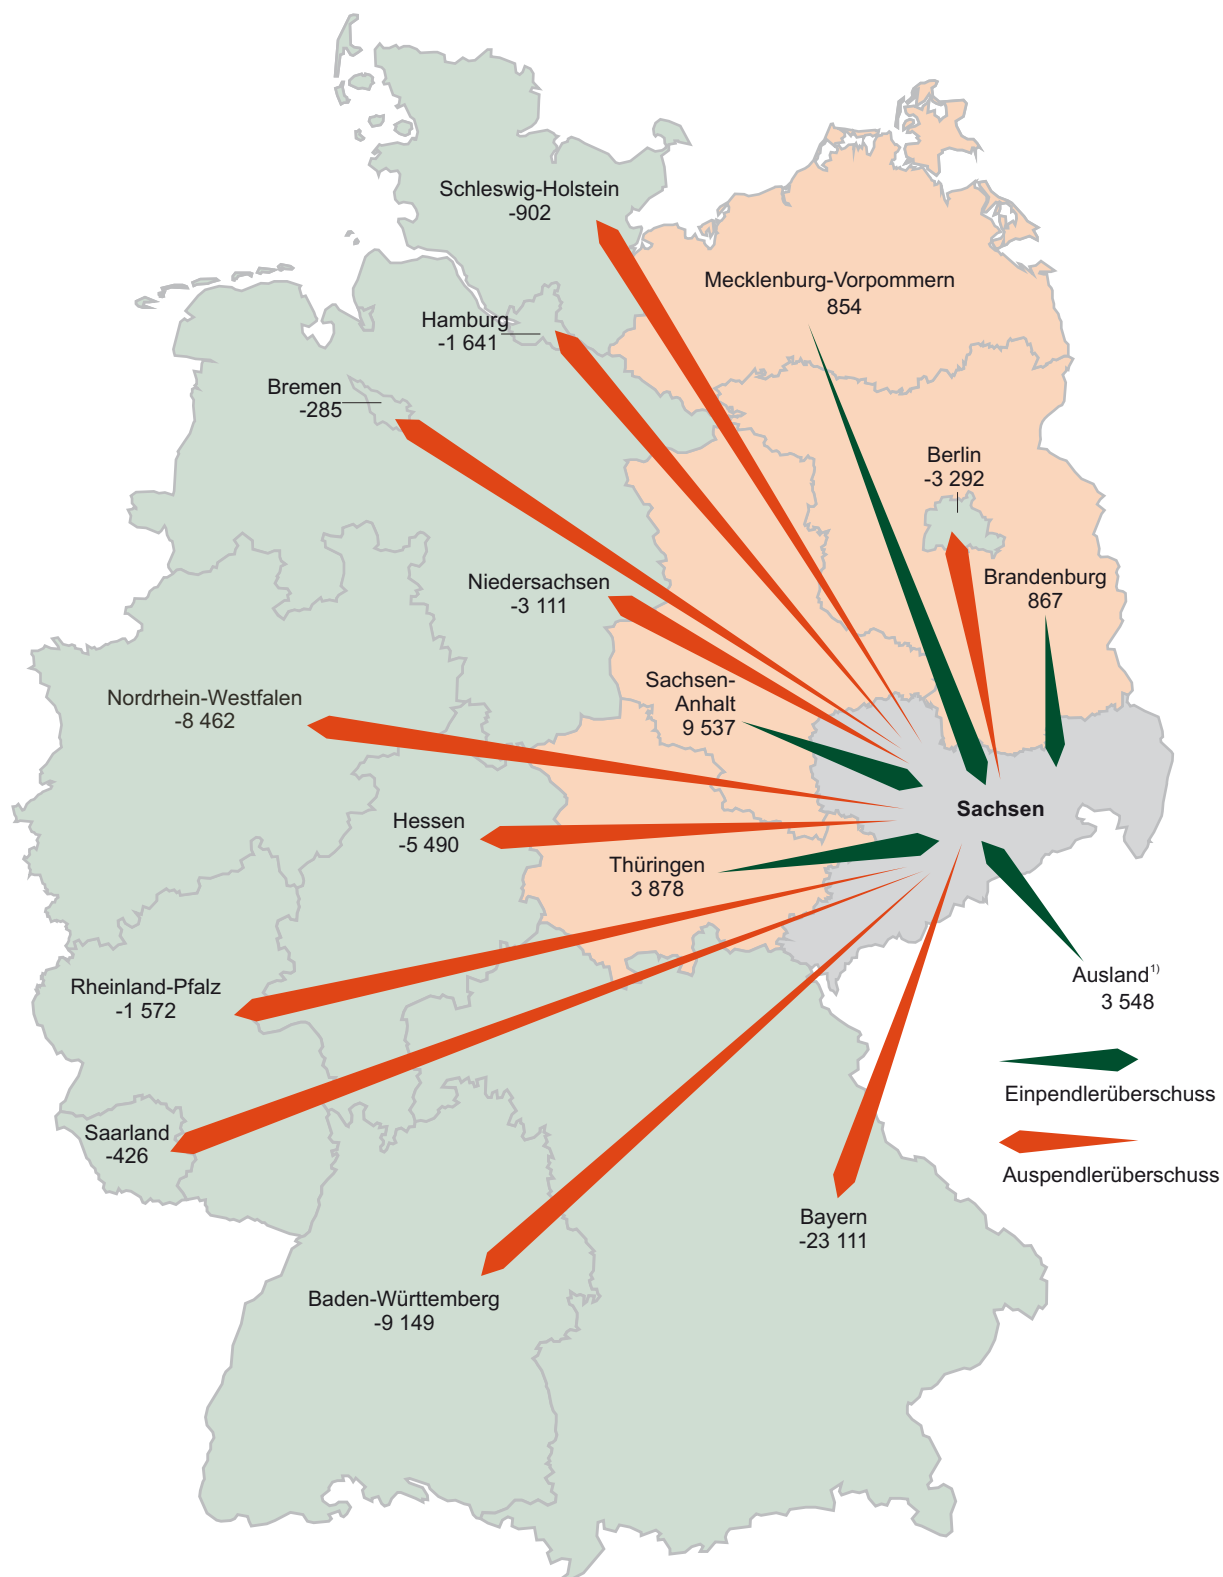 Schleswig-Holstein
-902
Mecklenburg-Vorpommern
854
Hamburg
-1 641
Bremen
-285
Berlin
-3 292
Niedersachsen
-3 111
Brandenburg
867
Sachsen-
Anhalt
9 537
Nordrhein-Westfalen
-8 462
Sachsen
Hessen
-5 490
Thüringen
3 878
Ausland¹⁾
3 548
Rheinland-Pfalz
-1 572
Einpendlerüberschuss
Saarland
-426
Auspendlerüberschuss
Bayern
-23 111
Baden-Württemberg
-9 149